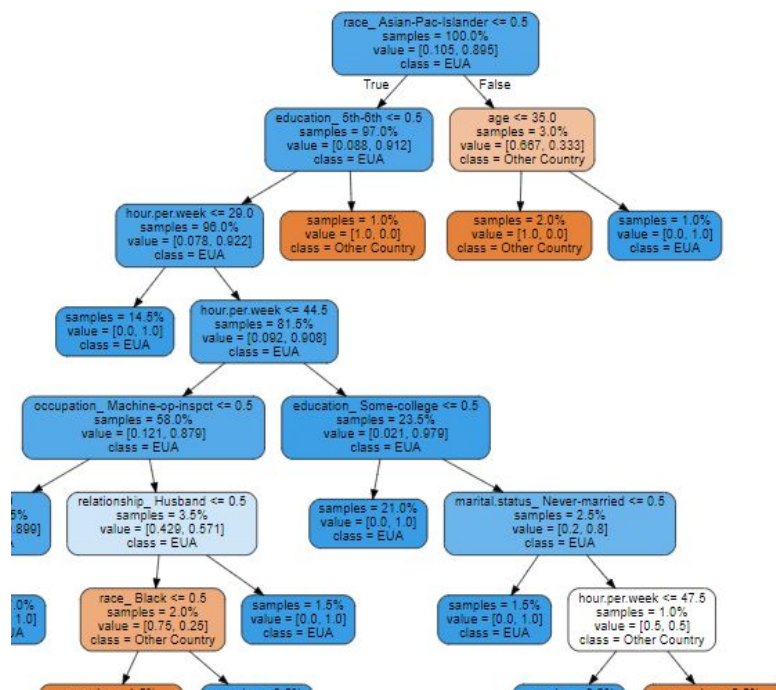 race_ Asian-Pac-Islander <= 0.5
samples = 100.0%
value = [0.105, 0.895]
class = EUA
True
False
education_ 5th-6th <= 0.5
samples = 97.0%
value = [0.088, 0.912]
class = EUA
age <= 35.0
samples = 3.0%
value = [0.667, 0.333]
class = Other Country
hour.per.week <= 29.0
samples = 96.0%
value = [0.078, 0.922]
class = EUA
samples = 1.0%
value = [1.0, 0.0]
class = Other Country
samples = 2.0%
value = [1.0, 0.0]
class = Other Country
samples = 1.0%
value = [0.0, 1.0]
class = EUA
samples = 14.5%
value = [0.0, 1.0]
class = EUA
hour.per.week <= 44.5
samples = 81.5%
value = [0.092, 0.908]
class = EUA
occupation_ Machine-op-inspct <= 0.5
samples = 58.0%
value = [0.121, 0.879]
class = EUA
education_ Some-college <= 0.5
samples = 23.5%
value = [0.021, 0.979]
class = EUA
5%
.899]
relationship_ Husband <= 0.5
samples = 3.5%
value = [0.429, 0.571]
class = EUA
samples = 21.0%
value = [0.0, 1.0]
class = EUA
marital.status_ Never-married <= 0.5
samples = 2.5%
value = [0.2, 0.8]
class = EUA
.0%
1.0]
UA
race_ Black <= 0.5
samples = 2.0%
value = [0.75, 0.25]
class = Other Country
samples = 1.5%
value = [0.0, 1.0]
class = EUA
samples = 1.5%
value = [0.0, 1.0]
class = EUA
hour.per.week <= 47.5
samples = 1.0%
value = [0.5, 0.5]
class = Other Country